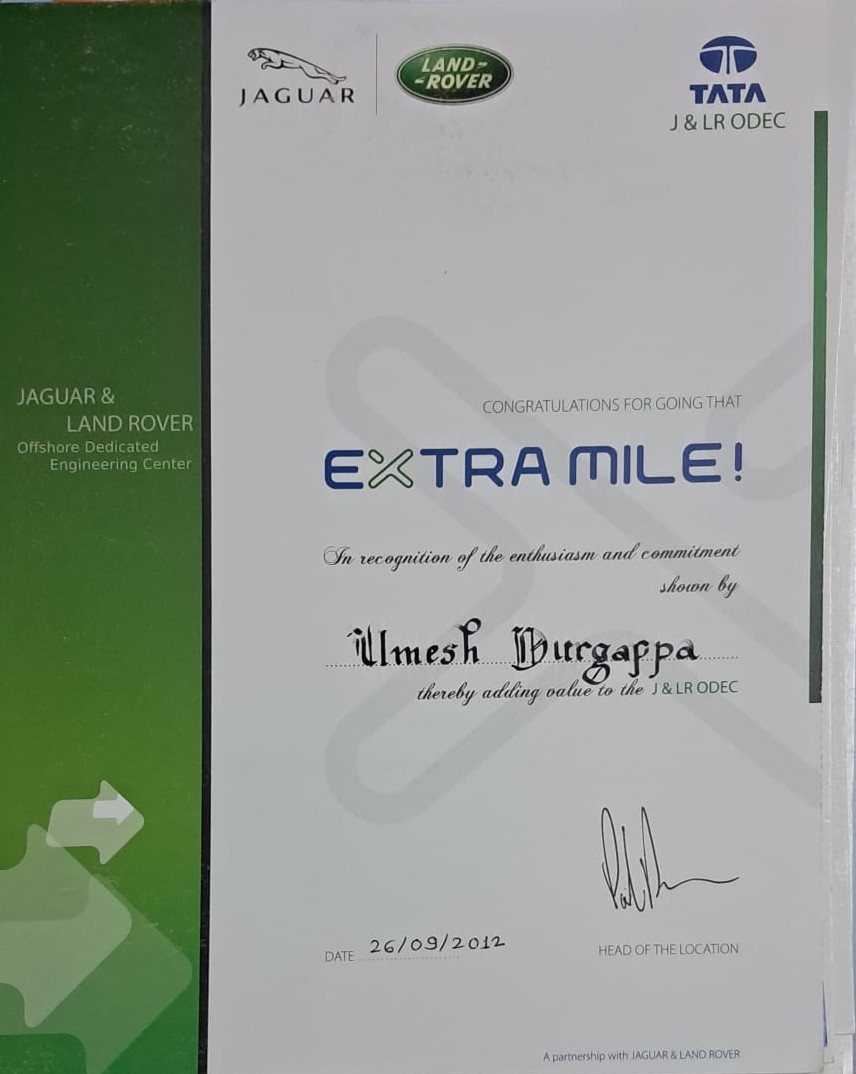 JAGUAR
LAND-
-ROVER
TATA
J & LR ODEC
JAGUAR &
LAND ROVER
Offshore Dedicated
Engineering Center
CONGRATULATIONS FOR GOING THAT
EXTRA MILE!
In recognition of the enthusiasm and commitment
shown by
Umesh Durgappa
thereby adding value to the J & LR ODEC
DATE 26/09/2012
HEAD OF THE LOCATION
A partnership with JAGUAR & LAND ROVER